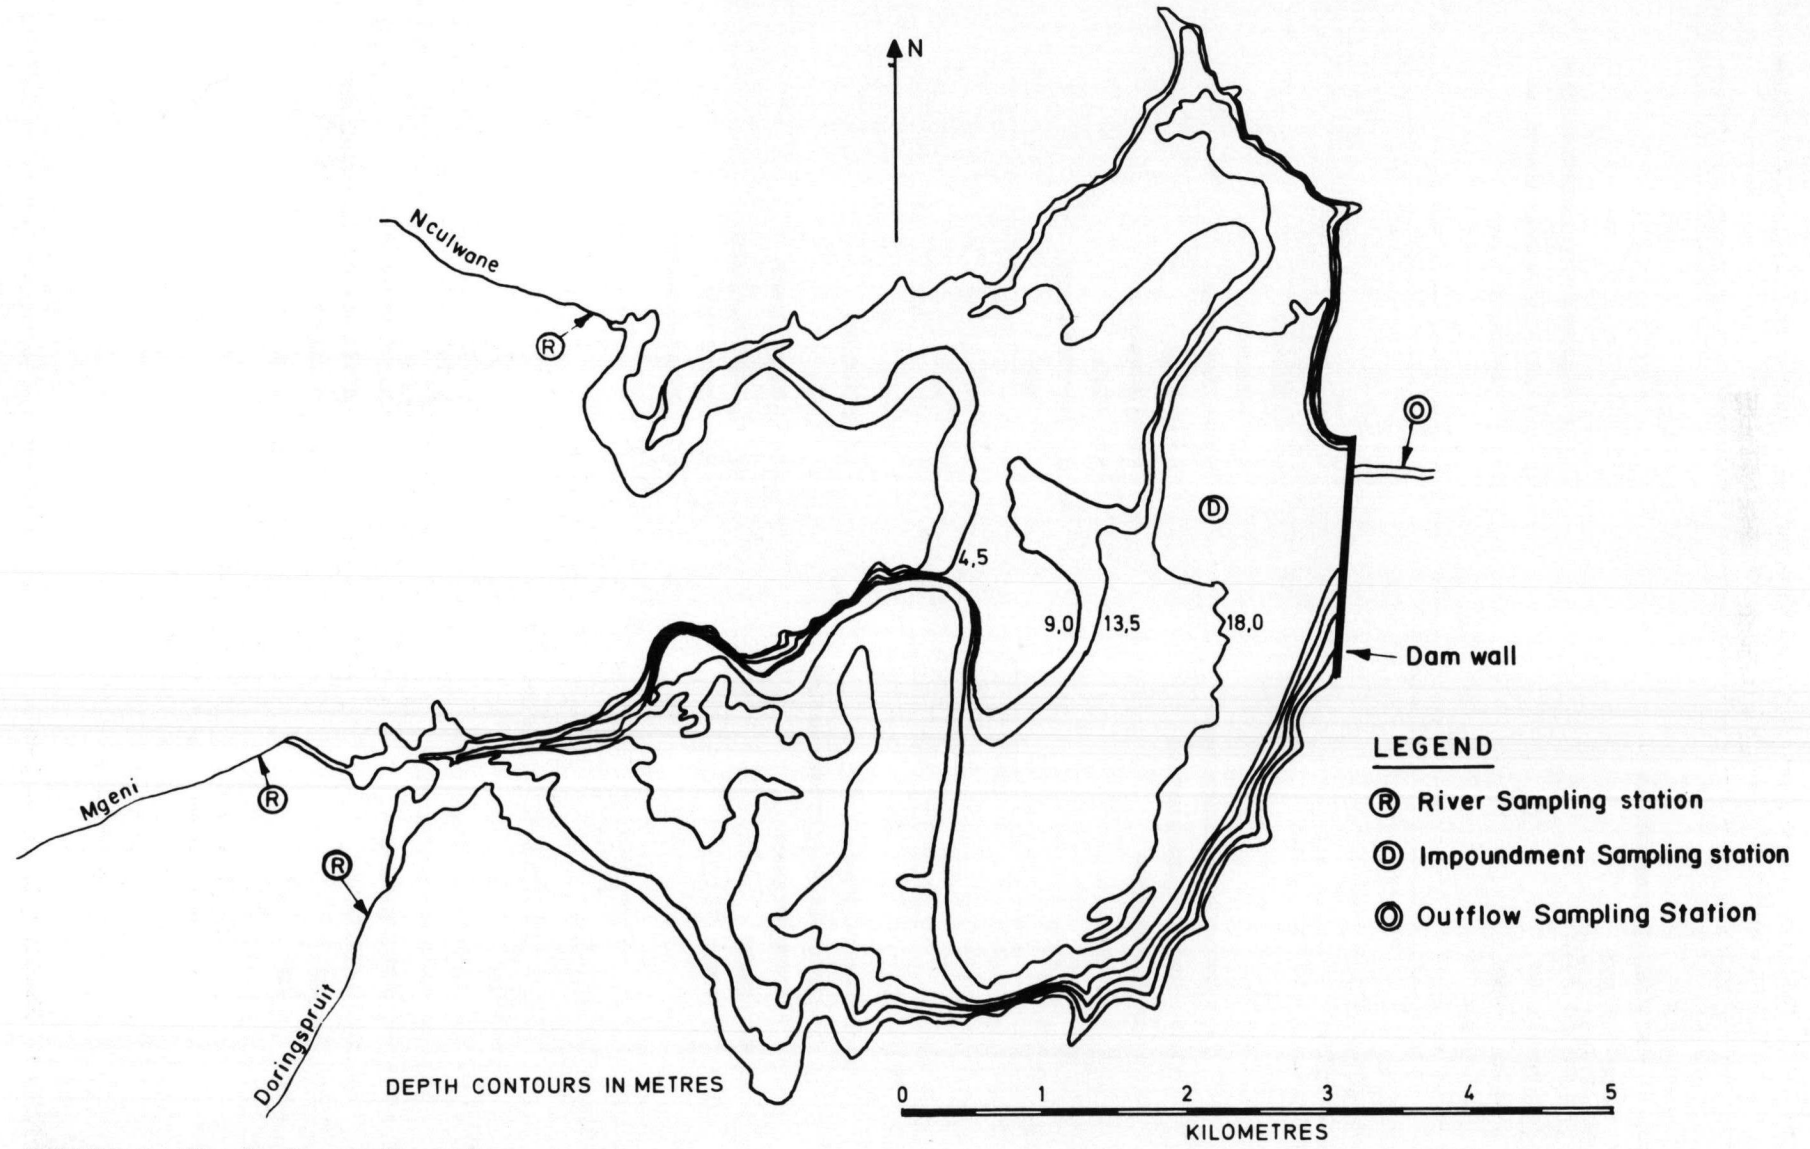 N
Nculwane
R
O
D
4,5
9,0
13,5
18,0
Dam wall
Mgeni
R
R
Doringspruit
LEGEND
R River Sampling station
D Impoundment Sampling station
O Outflow Sampling Station
DEPTH CONTOURS IN METRES
0 1 2 3 4 5
KILOMETRES